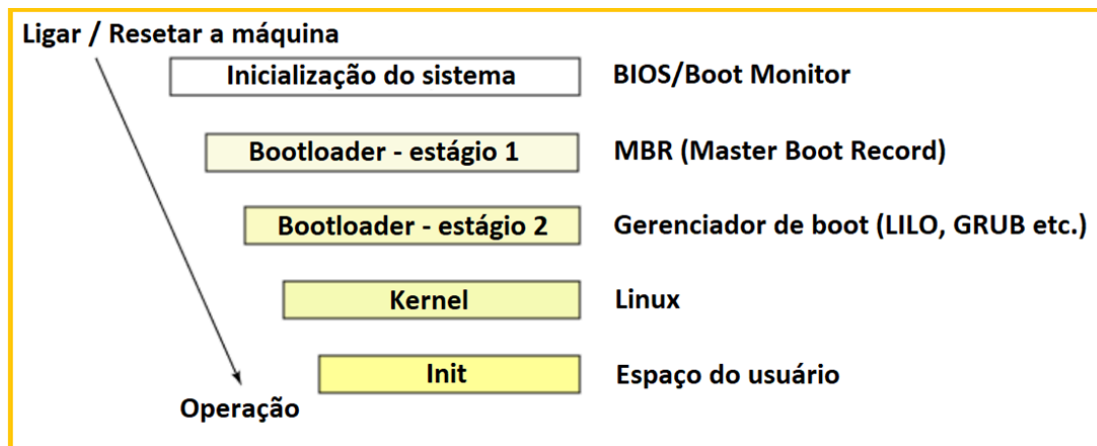 Ligar / Resetar a máquina
Inicialização do sistema
BIOS/Boot Monitor
Bootloader - estágio 1
MBR (Master Boot Record)
Bootloader - estágio 2
Gerenciador de boot (LILO, GRUB etc.)
Kernel
Linux
Init
Espaço do usuário
Operação